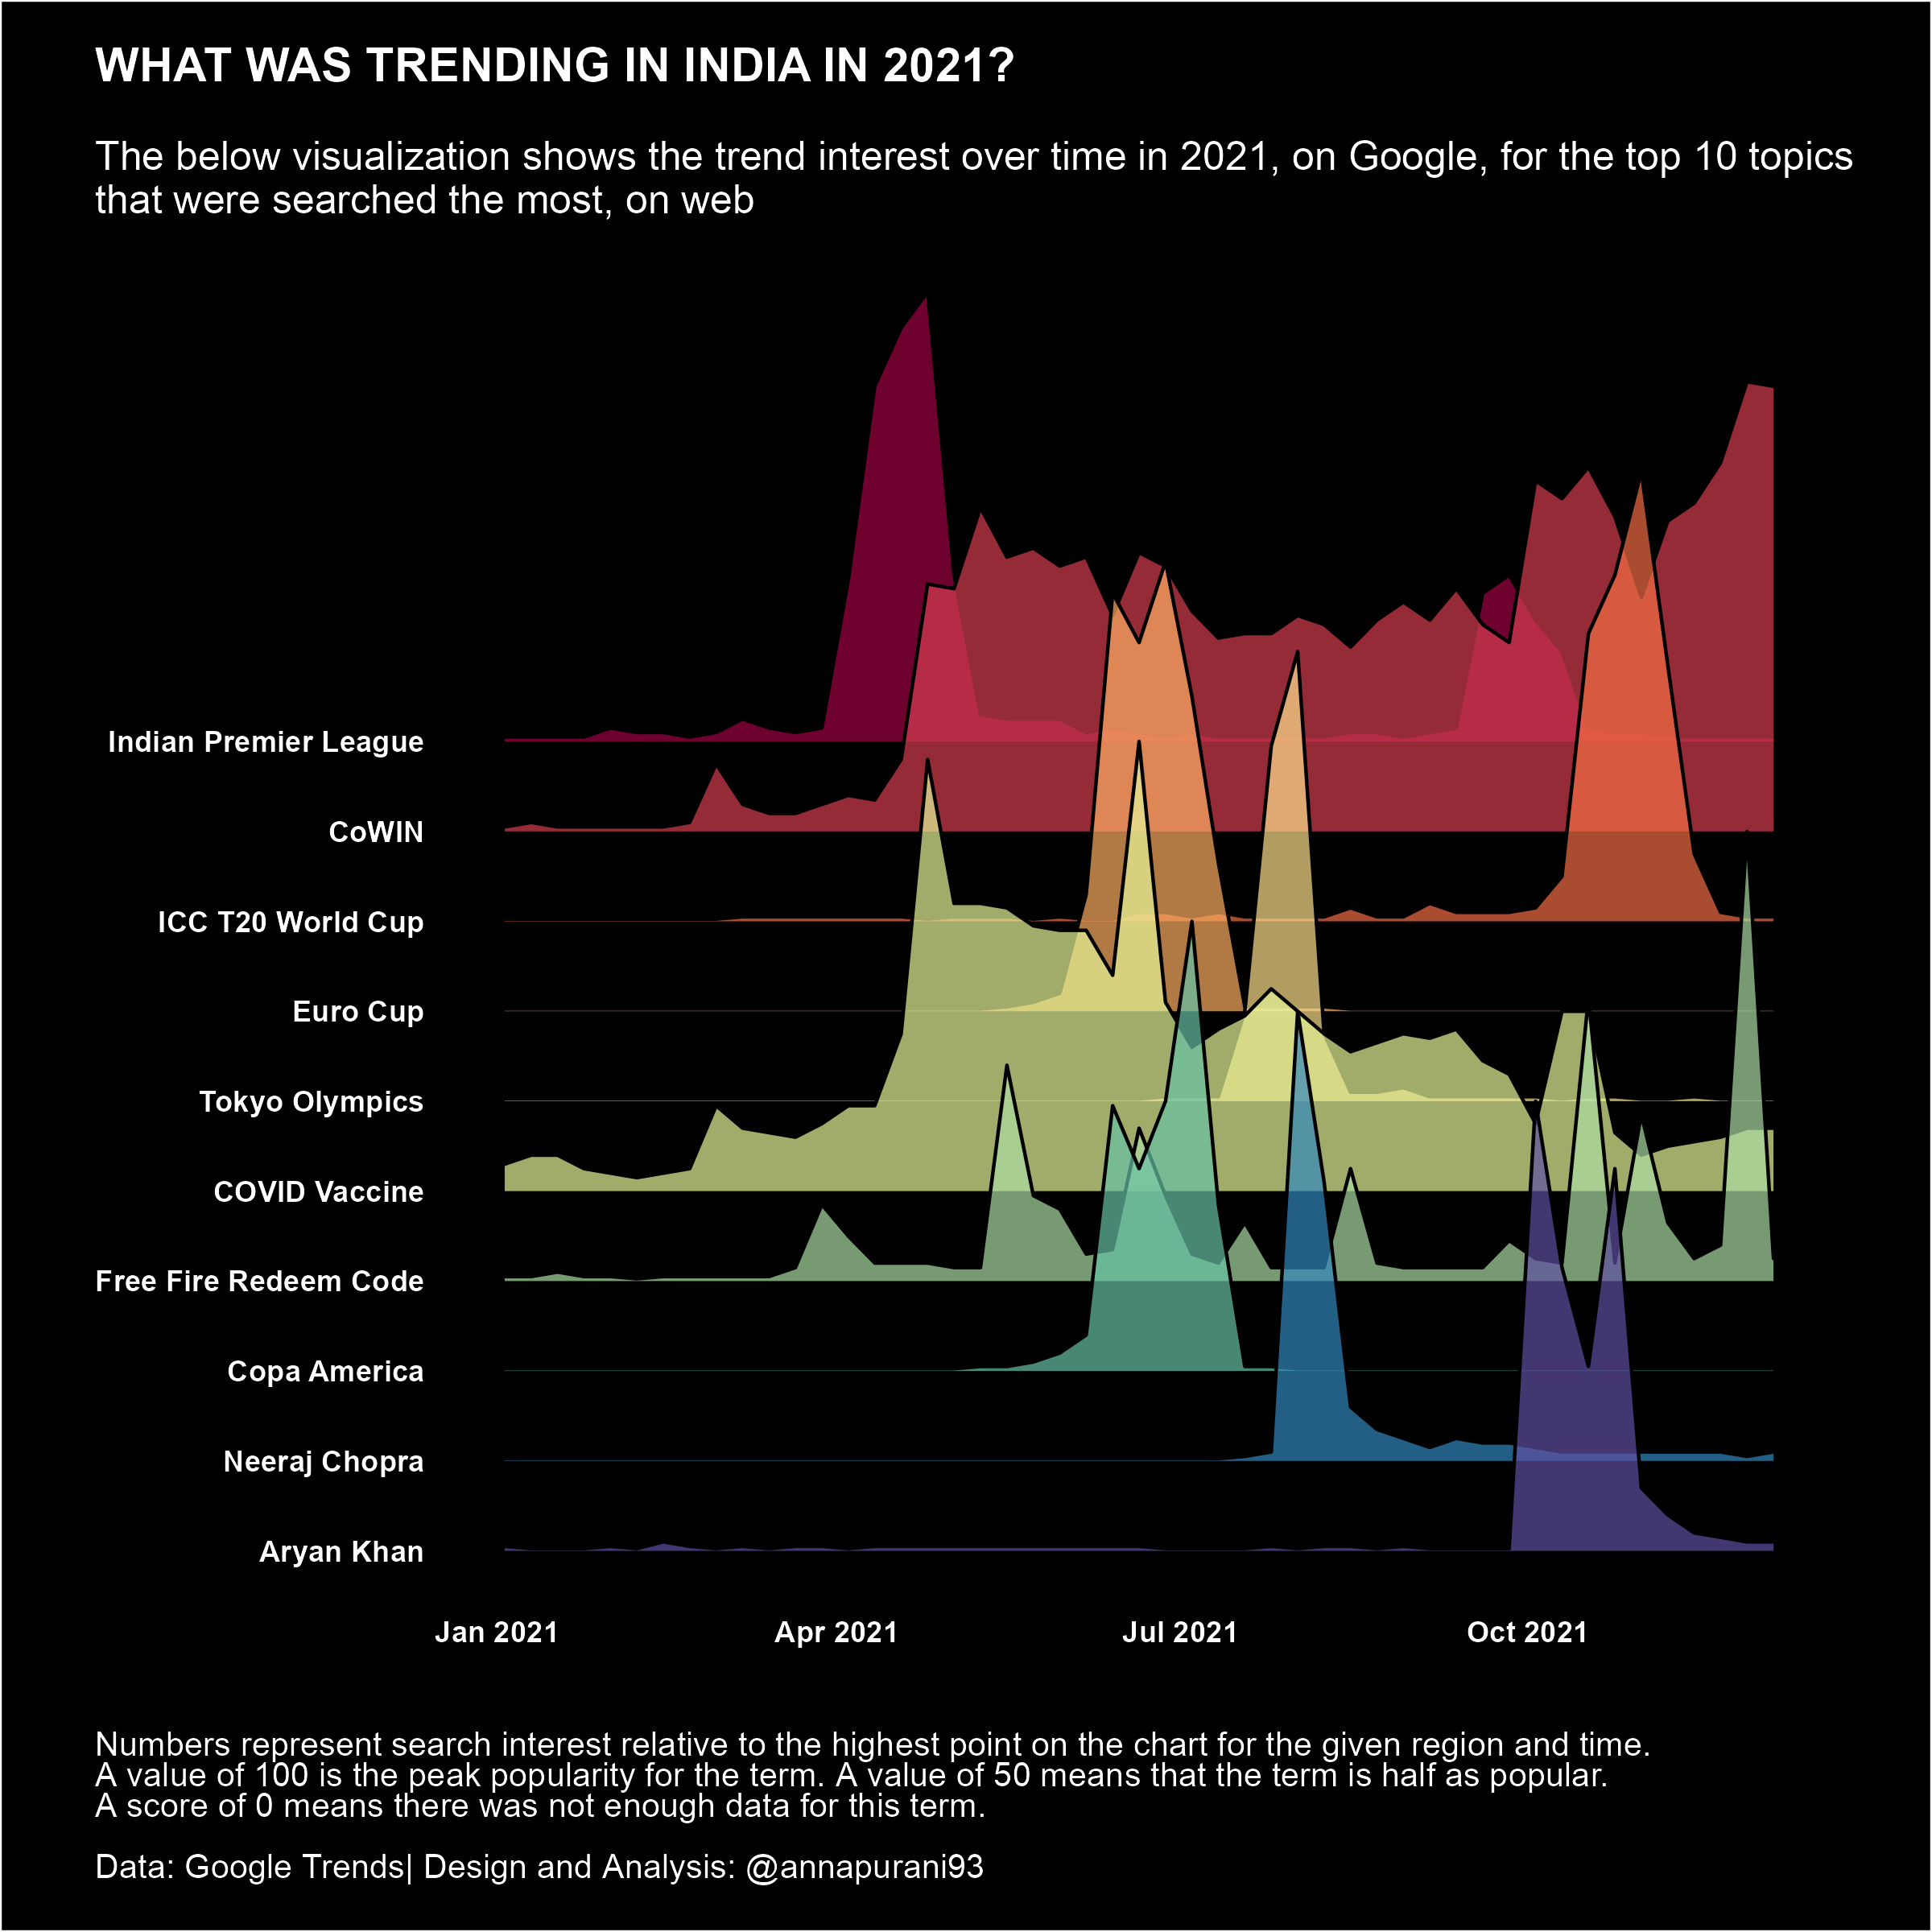 WHAT WAS TRENDING IN INDIA IN 2021?
The below visualization shows the trend interest over time in 2021, on Google, for the top 10 topics
that were searched the most, on web
Indian Premier League
CoWIN
ICC T20 World Cup
Euro Cup
Tokyo Olympics
COVID Vaccine
Free Fire Redeem Code
Copa America
Neeraj Chopra
Aryan Khan
Jan 2021 Apr 2021 Jul 2021 Oct 2021
Numbers represent search interest relative to the highest point on the chart for the given region and time.
A value of 100 is the peak popularity for the term. A value of 50 means that the term is half as popular.
A score of 0 means there was not enough data for this term.
Data: Google Trends| Design and Analysis: @annapurani93